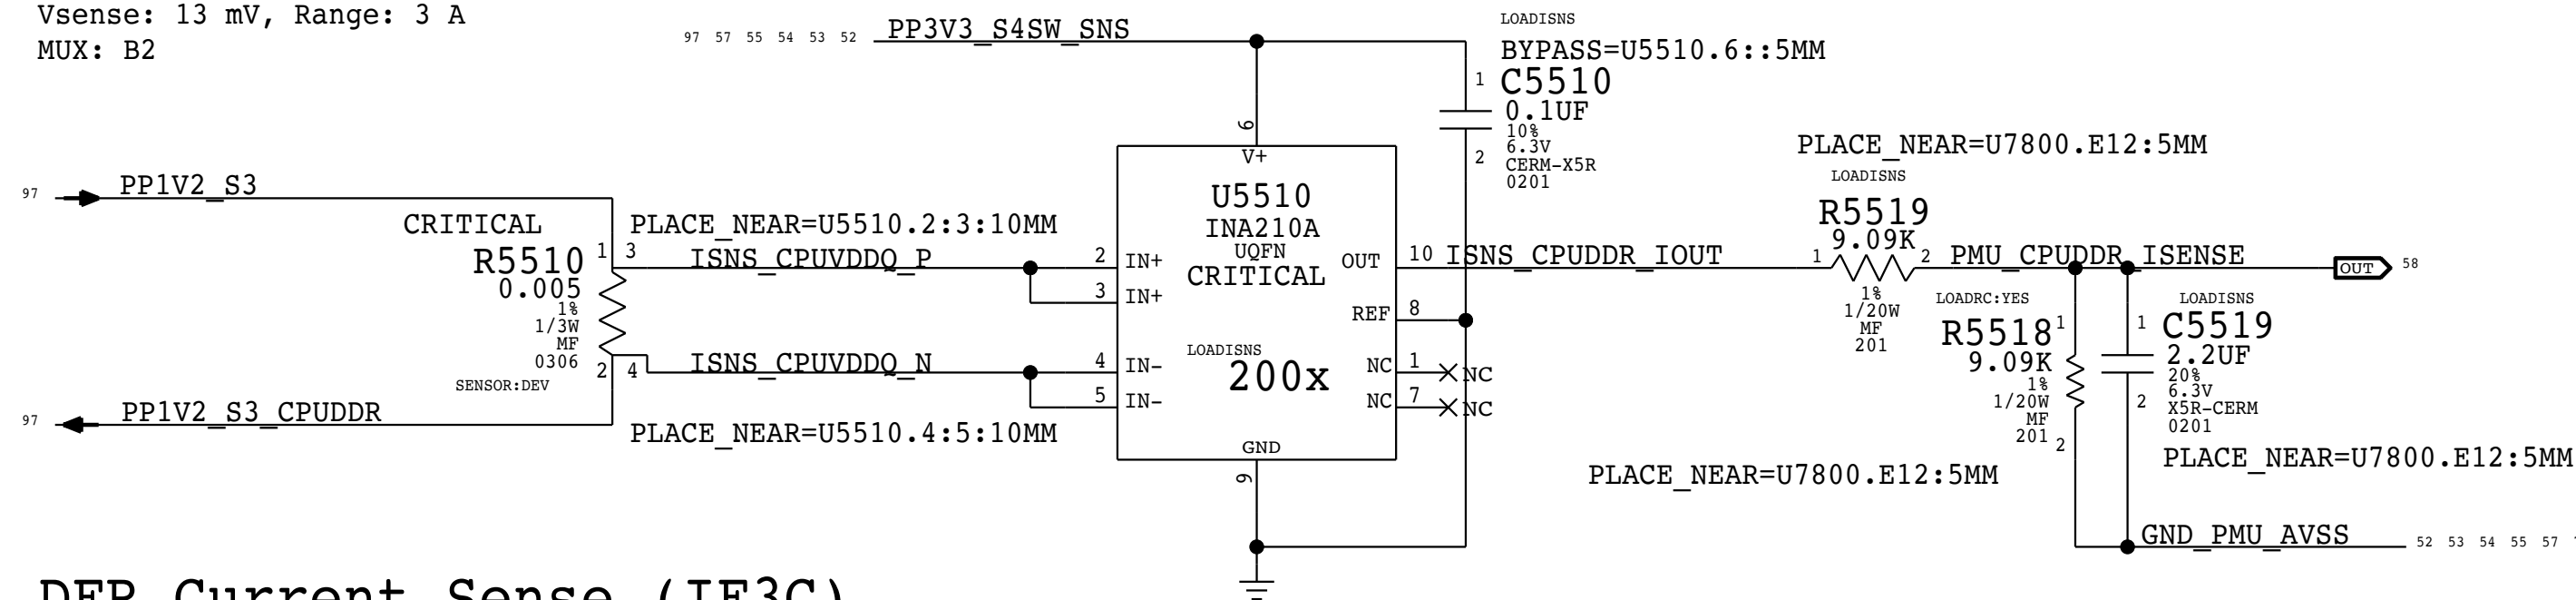 Vsense: 13 mV, Range: 3 A
MUX: B2
97 57 55 54 53 52 PP3V3_S4SW_SNS
LOADISNS
BYPASS=U5510.6::5MM
1 C5510
0.1UF
10%
6.3V
2 CERM-X5R
0201
6
V+
97 PP1V2_S3
CRITICAL
R5510
0.005
1%
1/3W
MF
0306
SENSOR:DEV
1 3
2 4
97 PP1V2_S3_CPUDDR
PLACE_NEAR=U5510.2:3:10MM
ISNS_CPUVDDQ_P
ISNS_CPUVDDQ_N
PLACE_NEAR=U5510.4:5:10MM
U5510
INA210A
UQFN
CRITICAL
LOADISNS
200x
2 IN+
3 IN+
4 IN-
5 IN-
OUT 10 ISNS_CPUDDR_IOUT
REF 8
NC 1 NC
NC 7 NC
GND
9
PLACE_NEAR=U7800.E12:5MM
LOADISNS
R5519
9.09K
1 2
1%
1/20W
MF
201
PMU_CPUDDR_ISENSE
OUT 58
LOADRC:YES
R5518 1
9.09K
1%
1/20W
MF
201 2
LOADISNS
1 C5519
2.2UF
20%
6.3V
2 X5R-CERM
0201
PLACE_NEAR=U7800.E12:5MM
PLACE_NEAR=U7800.E12:5MM
GND_PMU_AVSS 52 53 54 55 57
Current Sense